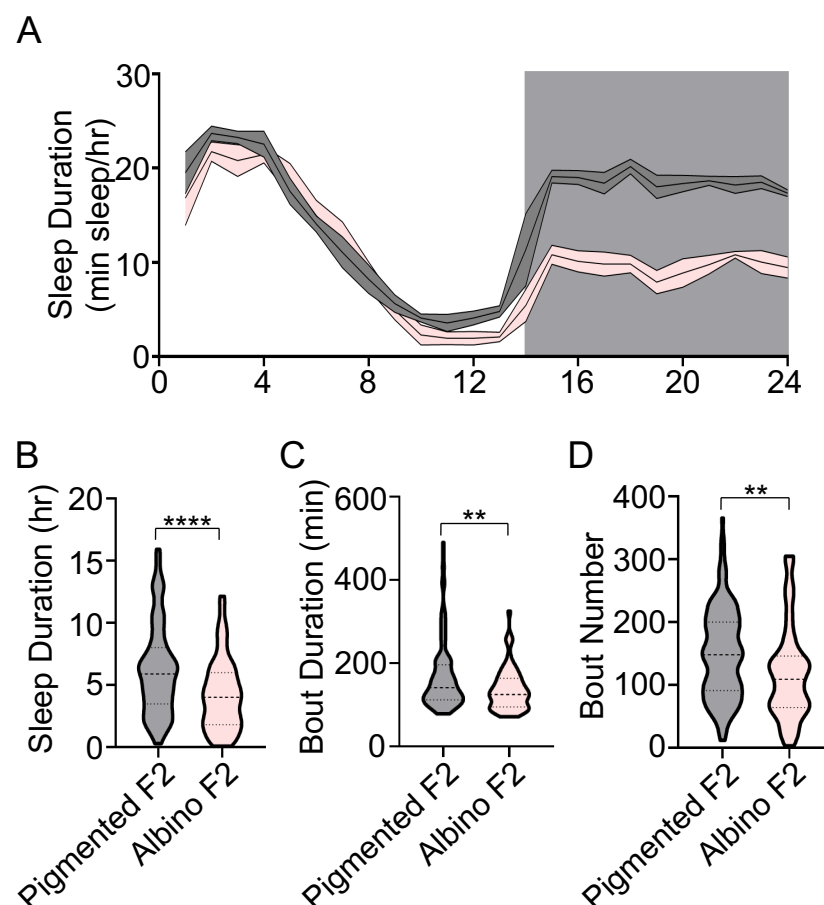 A
Sleep Duration
(min sleep/hr)
30
20
10
0
0 4 8 12 16 20 24
B
Sleep Duration (hr)
20
15
10
5
0
****
Pigmented F2
Albino F2
C
Bout Duration (min)
600
400
200
0
**
Pigmented F2
Albino F2
D
Bout Number
400
300
200
100
0
**
Pigmented F2
Albino F2